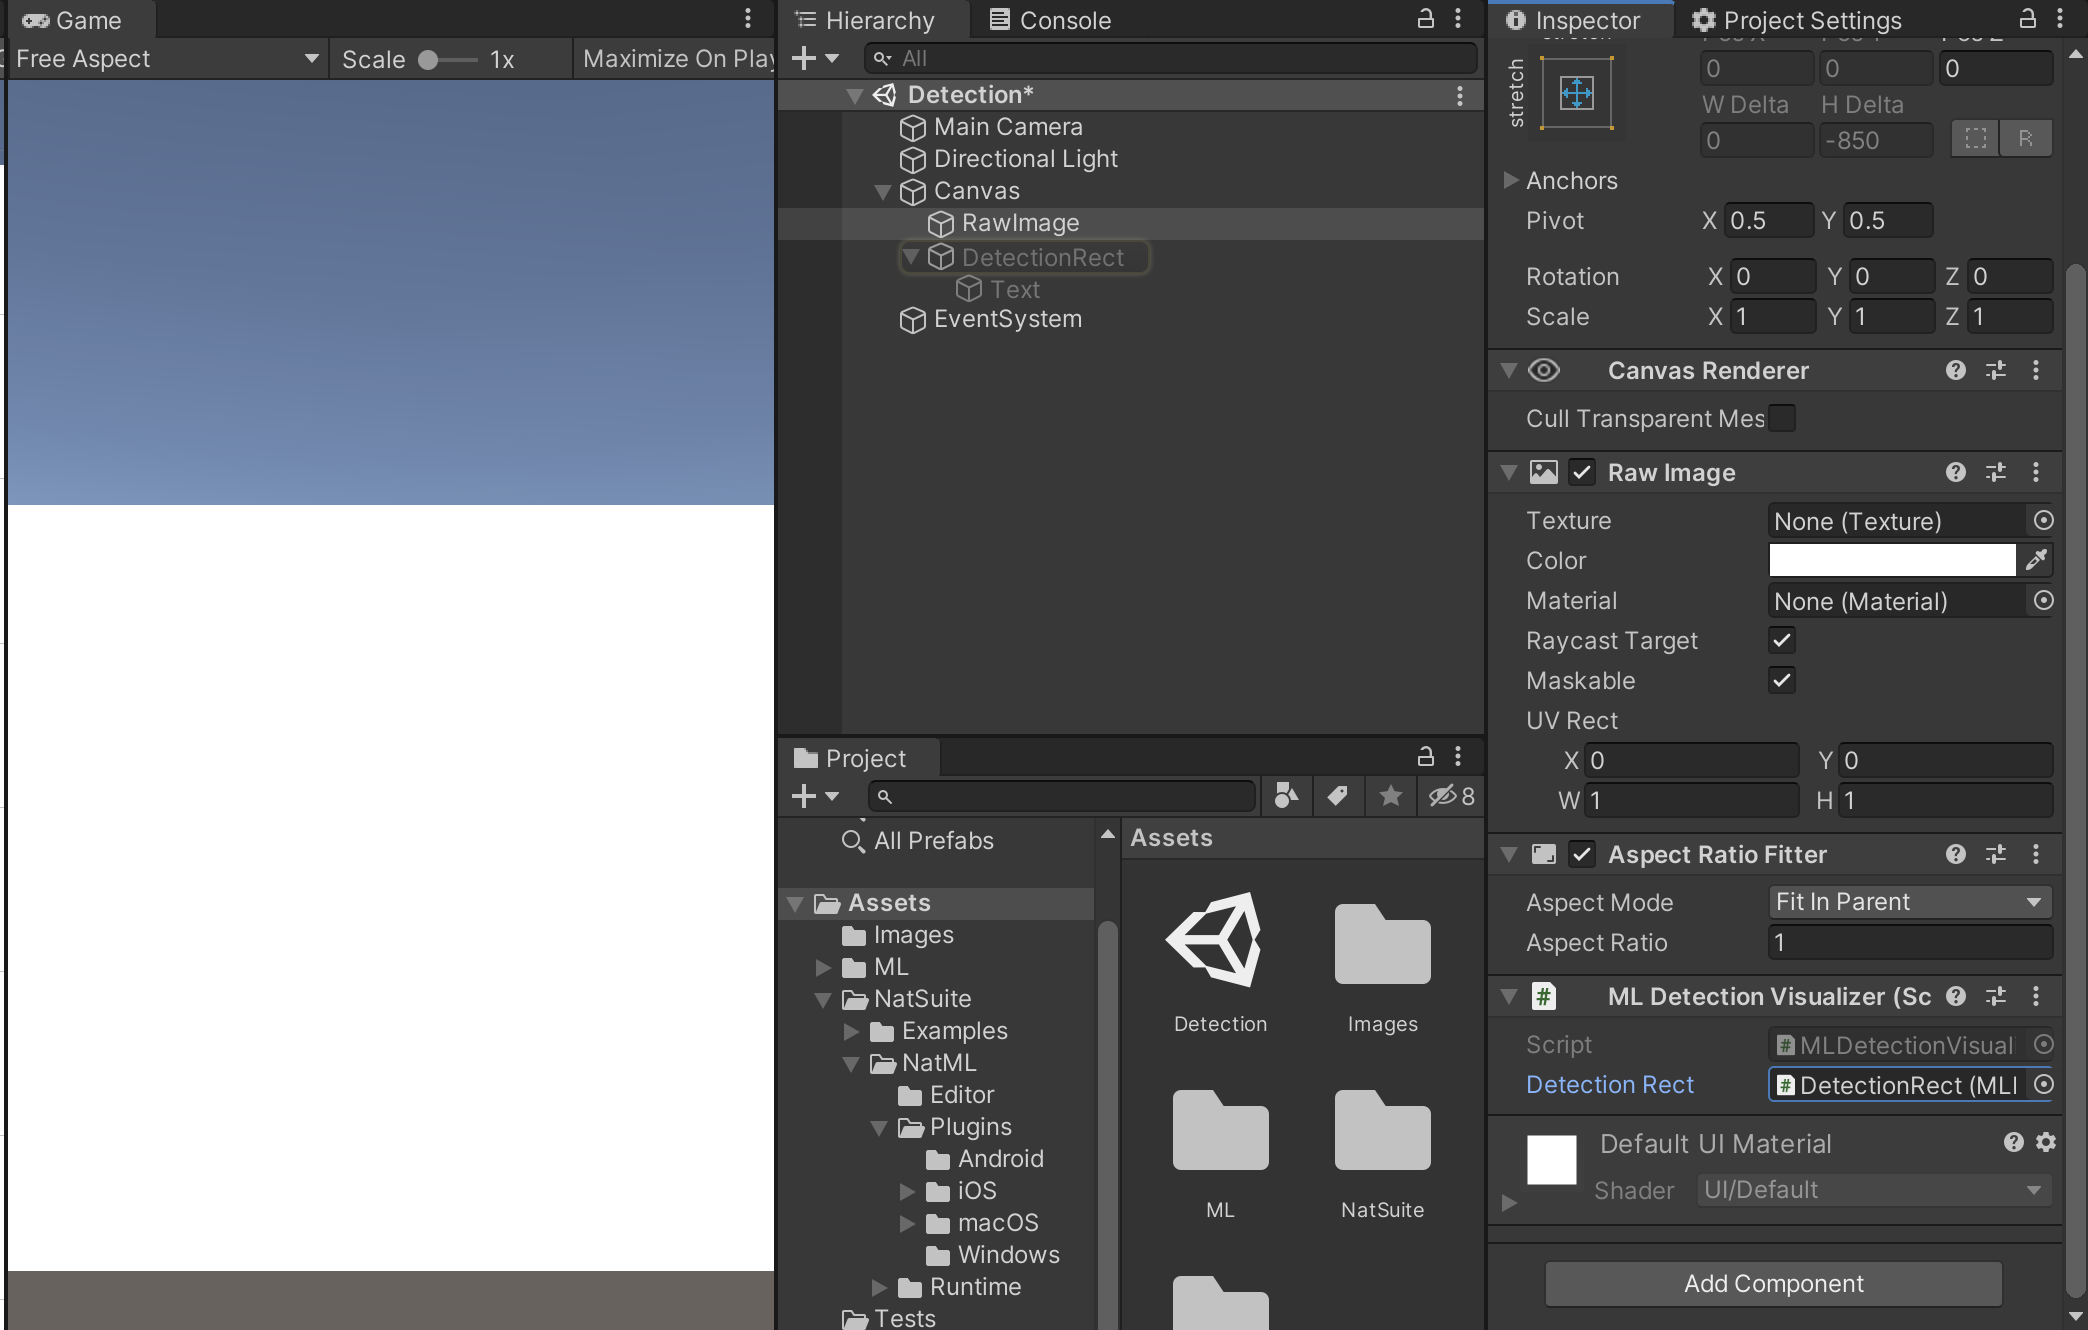 Game
Free Aspect
Scale
1x
Maximize On Play
Hierarchy
Console
All
Detection*
Main Camera
Directional Light
Canvas
RawImage
DetectionRect
Text
EventSystem
Project
8
All Prefabs
Assets
Images
ML
NatSuite
Examples
NatML
Editor
Plugins
Android
iOS
macOS
Windows
Runtime
Tests
Assets
Detection
Images
ML
NatSuite
Inspector
Project Settings
stretch
0 0 0
W Delta H Delta
0 -850 R
Anchors
Pivot X 0.5 Y 0.5
Rotation X 0 Y 0 Z 0
Scale X 1 Y 1 Z 1
Canvas Renderer
Cull Transparent Mes
Raw Image
Texture None (Texture)
Color
Material None (Material)
Raycast Target
Maskable
UV Rect
X 0 Y 0
W 1 H 1
Aspect Ratio Fitter
Aspect Mode Fit In Parent
Aspect Ratio 1
# ML Detection Visualizer (Sc
Script # MLDetectionVisual
Detection Rect # DetectionRect (MLI
Default UI Material
Shader UI/Default
Add Component